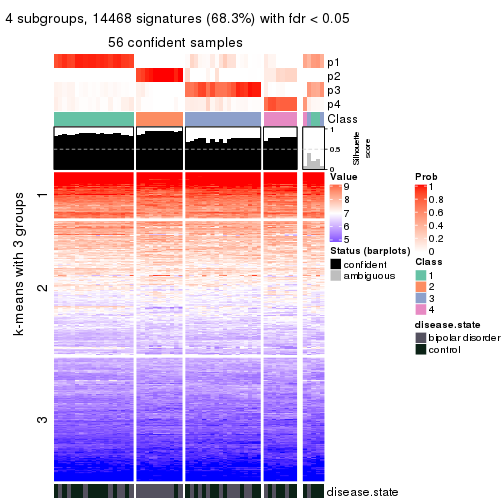 4 subgroups, 14468 signatures (68.3%) with fdr < 0.05
56 confident samples
p1
p2
p3
p4
Class
1
0.5
0
Silhouette
score
k-means with 3 groups
1
2
3
Value
9
8
7
6
5
Status (barplots)
confident
ambiguous
Prob
1
0.8
0.6
0.4
0.2
0
Class
1
2
3
4
disease.state
bipolar disorder
control
disease.state